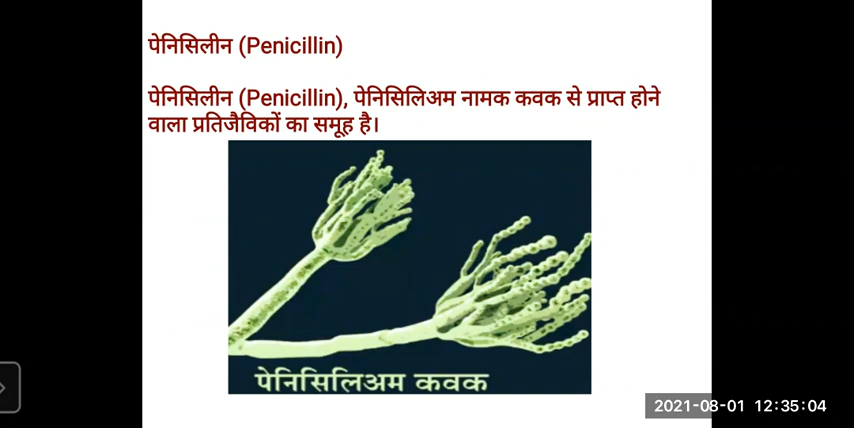 पेनिसिलीन (Penicillin)
पेनिसिलीन (Penicillin), पेनिसिलिअम नामक कवक से प्राप्त होने
वाला प्रतिजैविकों का समूह है।
पेनिसिलिअम कवक
2021-08-01 12:35:04